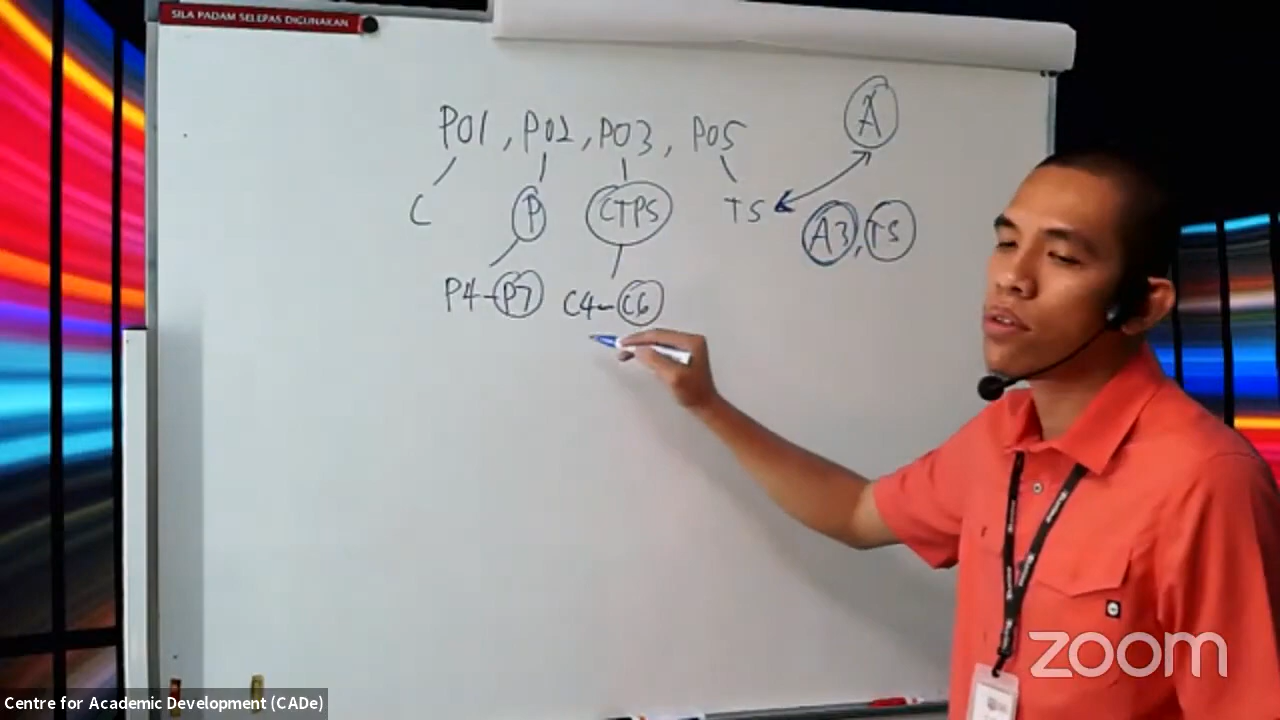 SILA PADAM SELEPAS DIGUNAKAN
A
PO1, PO2, PO3, PO5
C P CTPS TS A3, TS
P4-P7 C4-C6
zoom
Centre for Academic Development (CADe)